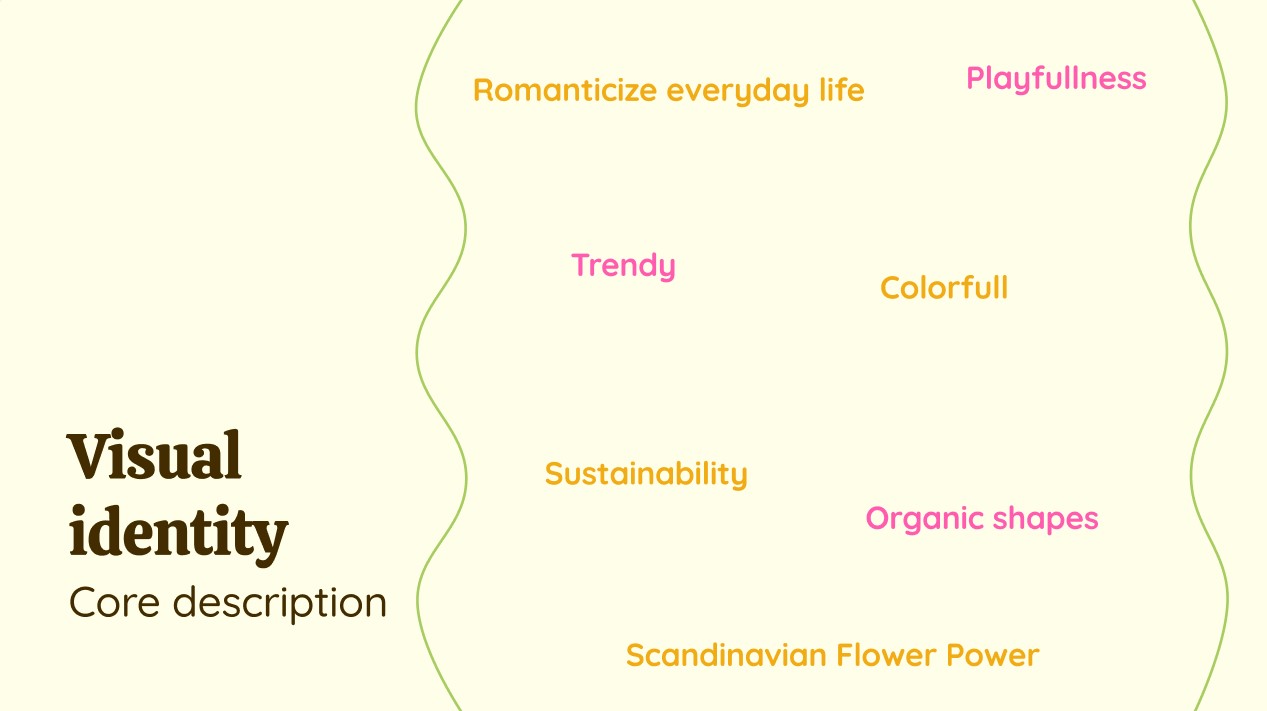 Visual
identity
Core description
Romanticize everyday life
Playfullness
Trendy
Colorfull
Sustainability
Organic shapes
Scandinavian Flower Power